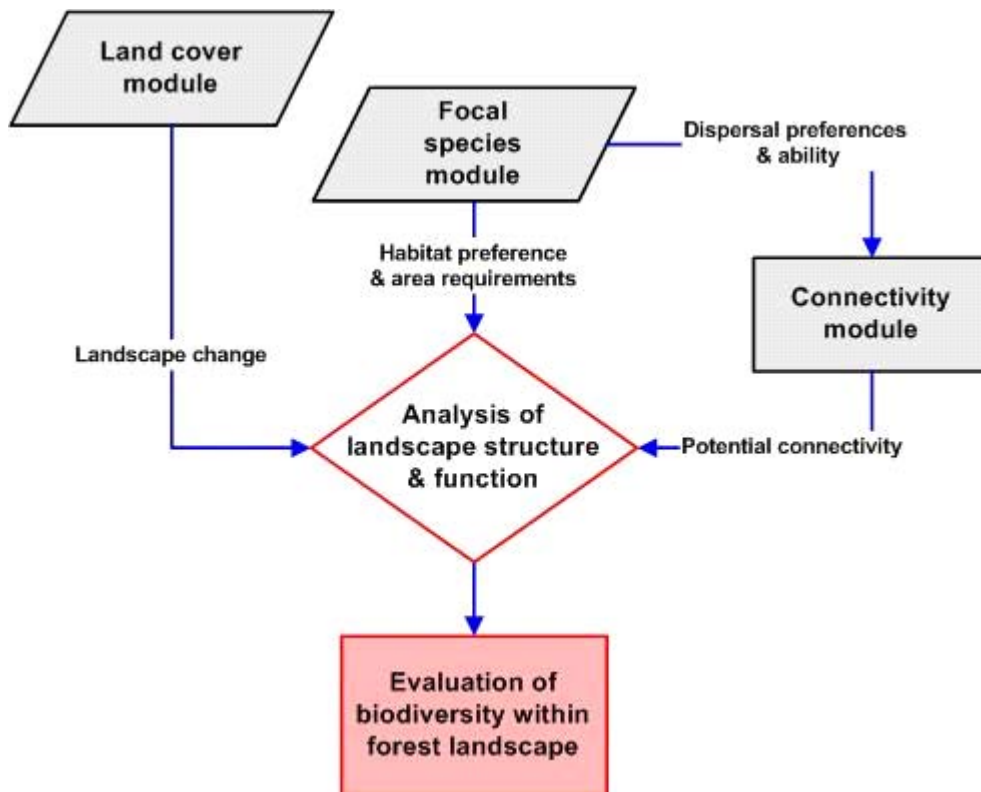 Land cover
module
Focal
species
module
Dispersal preferences
& ability
Habitat preference
& area requirements
Connectivity
module
Landscape change
Analysis of
landscape structure
& function
Potential connectivity
Evaluation of
biodiversity within
forest landscape